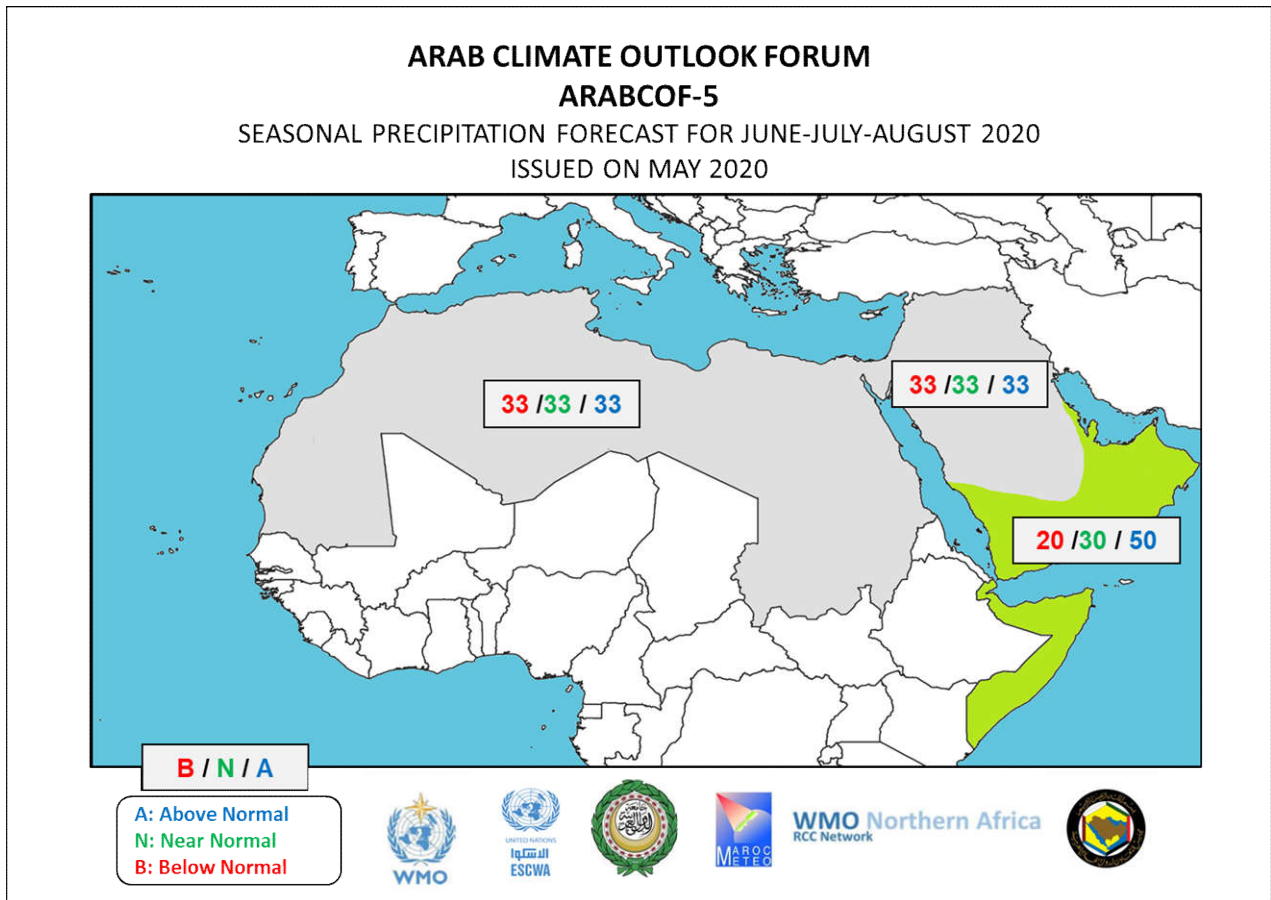 ARAB CLIMATE OUTLOOK FORUM
ARABCOF-5
SEASONAL PRECIPITATION FORECAST FOR JUNE-JULY-AUGUST 2020
ISSUED ON MAY 2020
33 /33 / 33
33 /33 / 33
20 /30 / 50
B / N / A
A: Above Normal
N: Near Normal
B: Below Normal
WMO
UNITED NATIONS
الاسكوا
ESCWA
MAROC
METEO
WMO Northern Africa
RCC Network